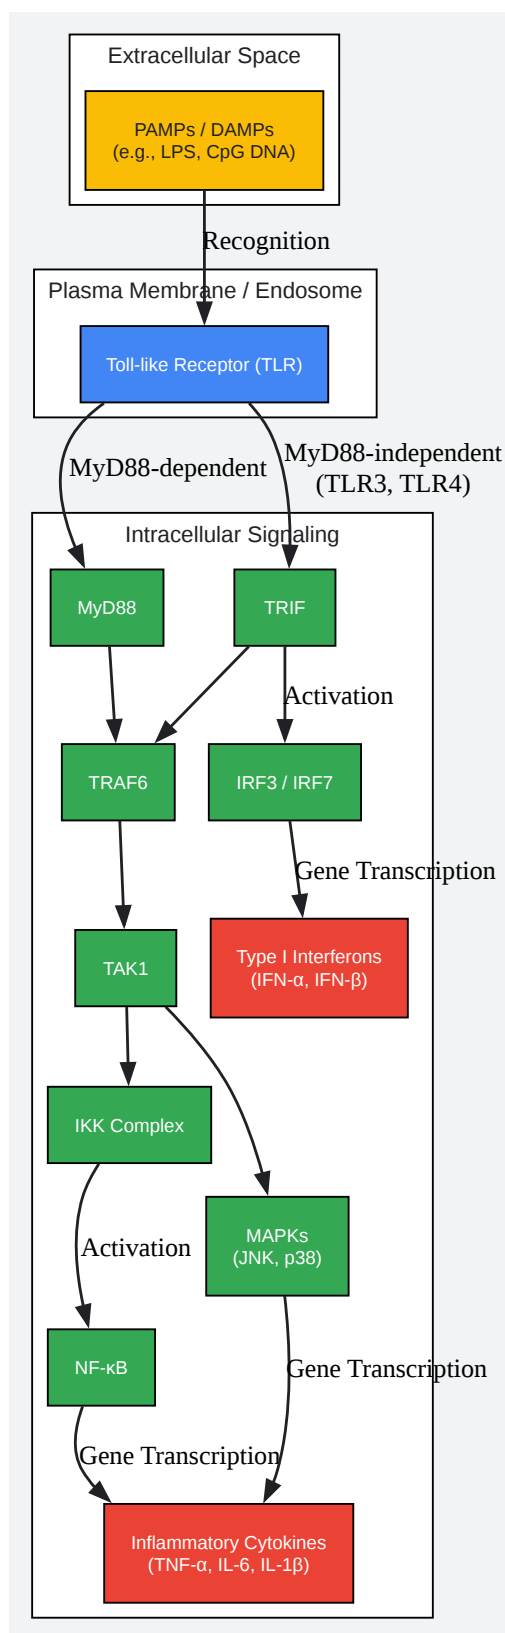 Extracellular Space
PAMPs / DAMPs
(e.g., LPS, CpG DNA)
Recognition
Plasma Membrane / Endosome
Toll-like Receptor (TLR)
MyD88-dependent
MyD88-independent
(TLR3, TLR4)
Intracellular Signaling
MyD88
TRIF
Activation
TRAF6
IRF3 / IRF7
Gene Transcription
TAK1
Type I Interferons
(IFN-α, IFN-β)
IKK Complex
MAPKs
(JNK, p38)
Activation
NF-κB
Gene Transcription
Gene Transcription
Inflammatory Cytokines
(TNF-α, IL-6, IL-1β)